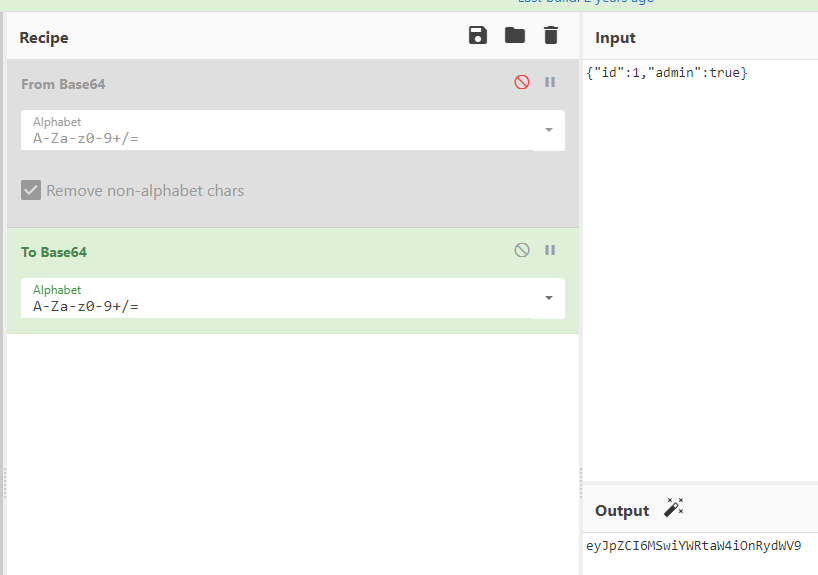 Last build: 2 years ago
Recipe
Input
From Base64
Alphabet
A-Za-z0-9+/=
Remove non-alphabet chars
To Base64
Alphabet
A-Za-z0-9+/=
{"id":1,"admin":true}
Output
eyJpZCI6MSwiYWRtaW4iOnRydWV9